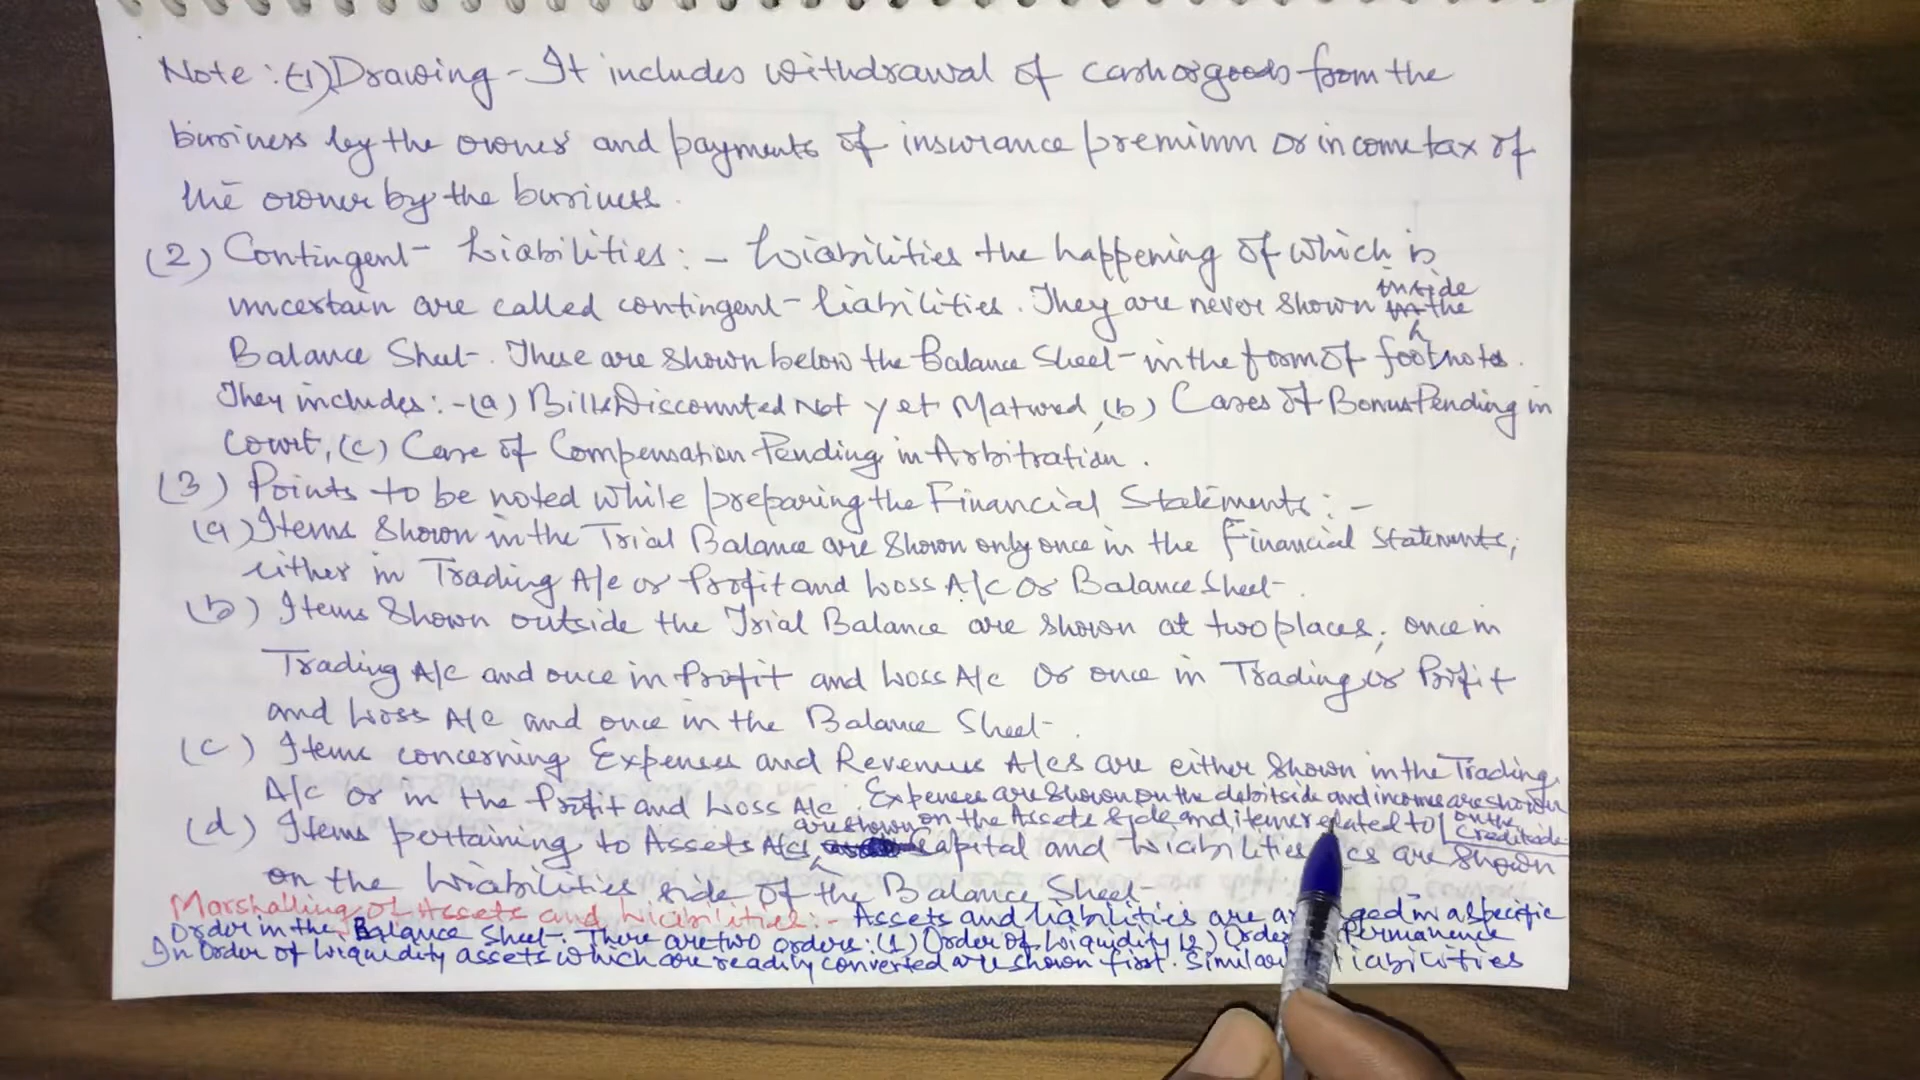 Note:-(1) Drawing - It includes withdrawal of cash or goods from the
business by the owner and payments of insurance premium or income tax of
the owner by the business.
(2) Contingent Liabilities:- Liabilities the happening of which is
uncertain are called contingent liabilities. They are never shown inside the
Balance Sheet. These are shown below the Balance Sheet in the form of footnotes.
They includes:-(a) Bills Discounted Not Yet Matured, (b) Cases of Bonus Pending in
Court, (c) Case of Compensation Pending in Arbitration.
(3) Points to be noted while preparing the Financial Statements:-
(a) Items Shown in the Trial Balance are shown only once in the Financial Statements,
either in Trading A/c or Profit and Loss A/c or Balance Sheet.
(b) Items Shown outside the Trial Balance are shown at two places, once in
Trading A/c and once in Profit and Loss A/c or once in Trading or Profit
and Loss A/c and once in the Balance Sheet.
(c) Items concerning Expenses and Revenues A/cs are either shown in the Trading
A/c or in the Profit and Loss A/c. Expenses are shown on the debit side and income are shown
on the Credit side
(d) Items pertaining to Assets A/cs are shown on the Assets side and items related to
Capital and Liabilities are shown
on the Liabilities side of the Balance Sheet
Marshalling of Assets and Liabilities:- Assets and liabilities are in a specific
order in the Balance Sheet. There are two orders: (1) Order of Liquidity (2) Order Permanence
In Order of Liquidity assets which are readily converted are shown first. liabilities